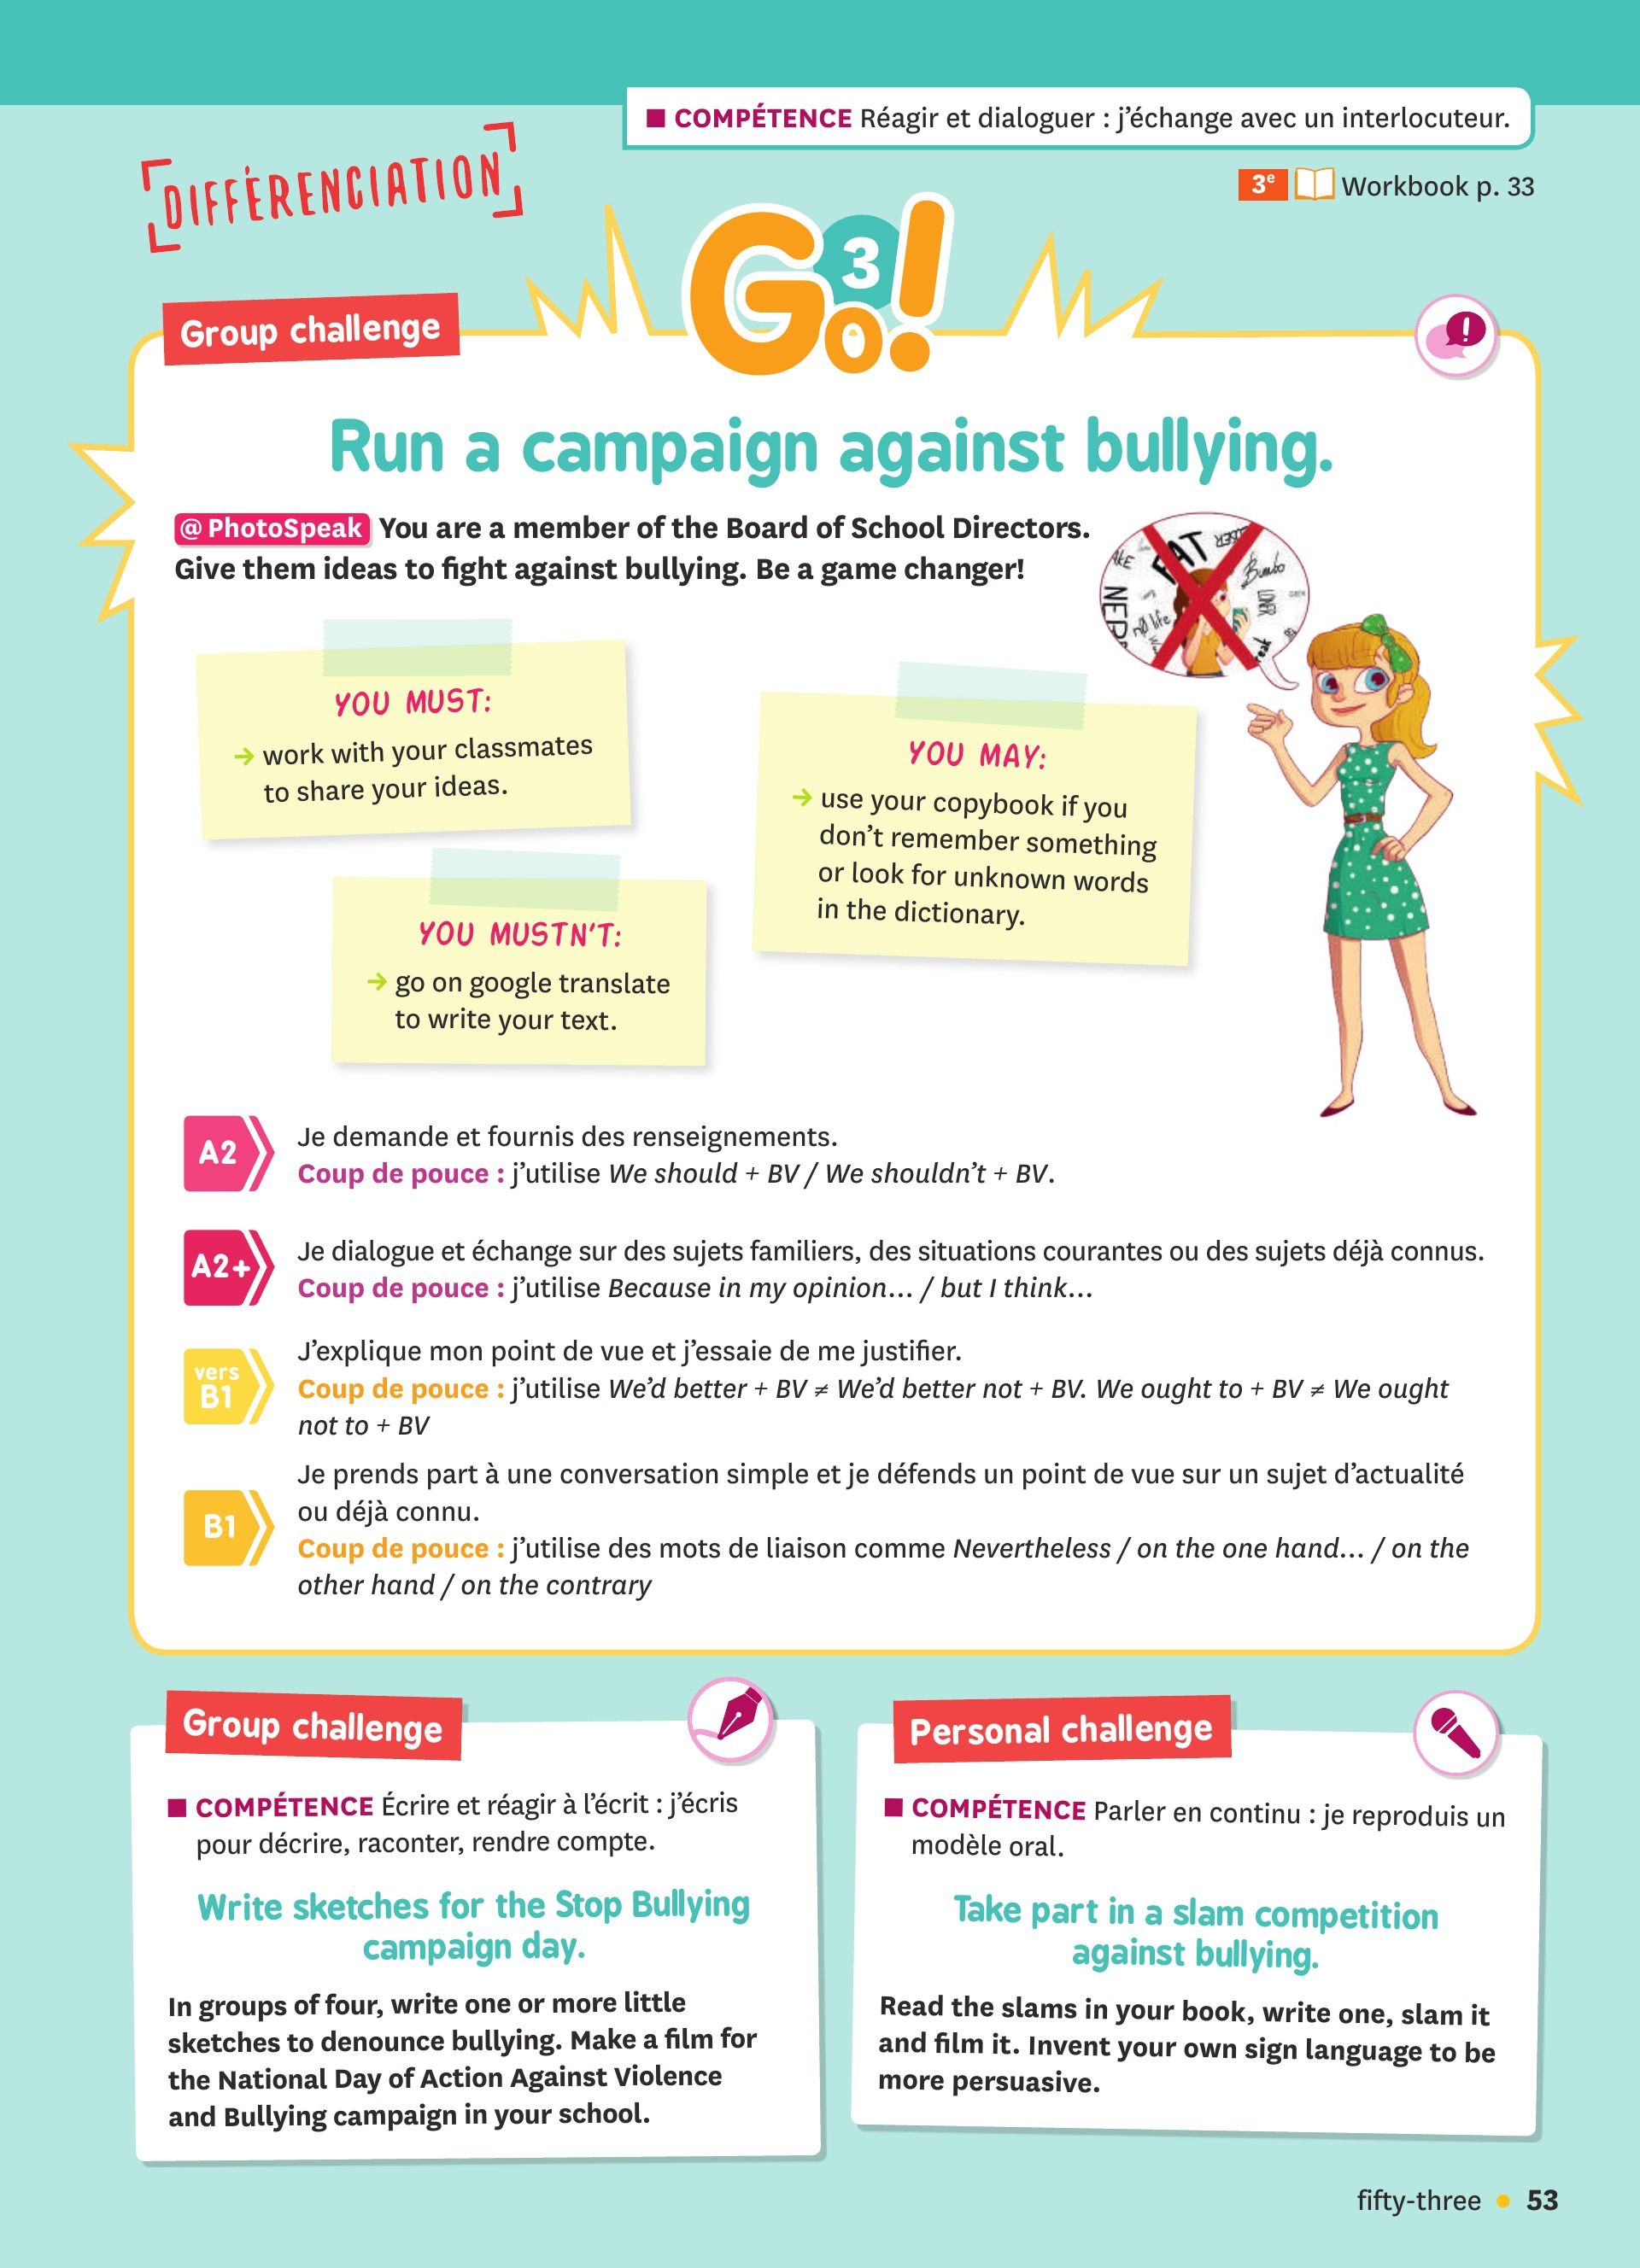 ■ COMPÉTENCE Réagir et dialoguer : j’échange avec un interlocuteur.
DIFFÉRENCIATION
3e Workbook p. 33
Go! 3
Group challenge
!
Run a campaign against bullying.
@ PhotoSpeak You are a member of the Board of School Directors.
Give them ideas to fight against bullying. Be a game changer!
FAT
Bimbo
LONER
NERD
no life
YOU MUST:
→ work with your classmates
to share your ideas.
YOU MAY:
→ use your copybook if you
don’t remember something
or look for unknown words
in the dictionary.
YOU MUSTN’T:
→ go on google translate
to write your text.
A2
Je demande et fournis des renseignements.
Coup de pouce : j’utilise We should + BV / We shouldn’t + BV.
A2+
Je dialogue et échange sur des sujets familiers, des situations courantes ou des sujets déjà connus.
Coup de pouce : j’utilise Because in my opinion… / but I think…
vers
B1
J’explique mon point de vue et j’essaie de me justifier.
Coup de pouce : j’utilise We’d better + BV ≠ We’d better not + BV. We ought to + BV ≠ We ought
not to + BV
B1
Je prends part à une conversation simple et je défends un point de vue sur un sujet d’actualité
ou déjà connu.
Coup de pouce : j’utilise des mots de liaison comme Nevertheless / on the one hand… / on the
other hand / on the contrary
Group challenge
■ COMPÉTENCE Écrire et réagir à l’écrit : j’écris
pour décrire, raconter, rendre compte.
Write sketches for the Stop Bullying
campaign day.
In groups of four, write one or more little
sketches to denounce bullying. Make a film for
the National Day of Action Against Violence
and Bullying campaign in your school.
Personal challenge
■ COMPÉTENCE Parler en continu : je reproduis un
modèle oral.
Take part in a slam competition
against bullying.
Read the slams in your book, write one, slam it
and film it. Invent your own sign language to be
more persuasive.
fifty-three • 53